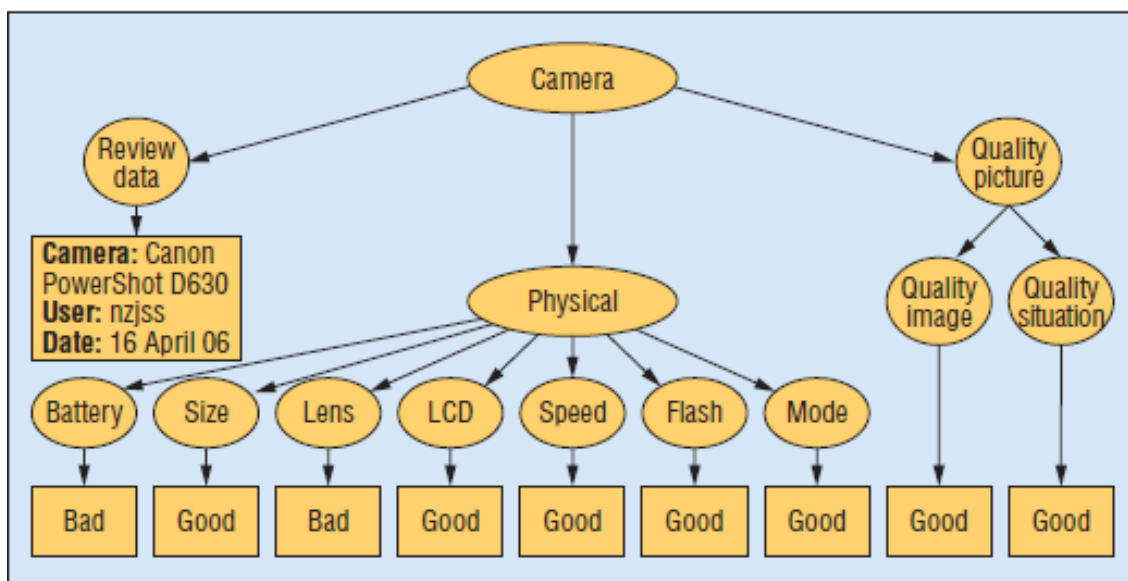 Camera
Review
data
Quality
picture
Camera: Canon
PowerShot D630
User: nzjss
Date: 16 April 06
Physical
Quality
image
Quality
situation
Battery
Size
Lens
LCD
Speed
Flash
Mode
Bad
Good
Bad
Good
Good
Good
Good
Good
Good